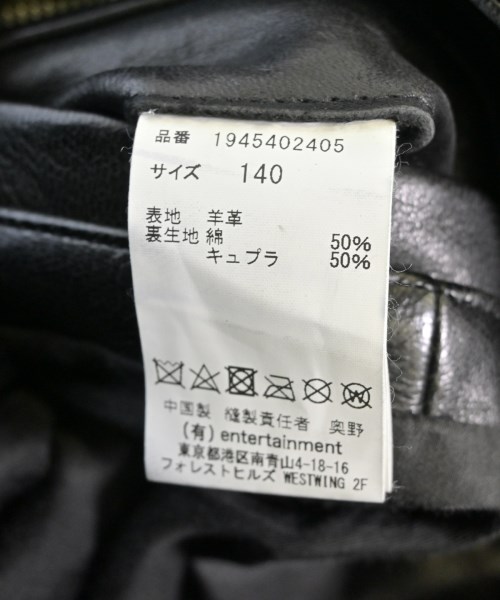 品番 1945402405
サイズ 140
表地 羊革
裏生地 綿 50%
キュプラ 50%
中国製 縫製責任者 奥野
(有) entertainment
東京都港区南青山4-18-16
フォレストヒルズ WESTWING 2F